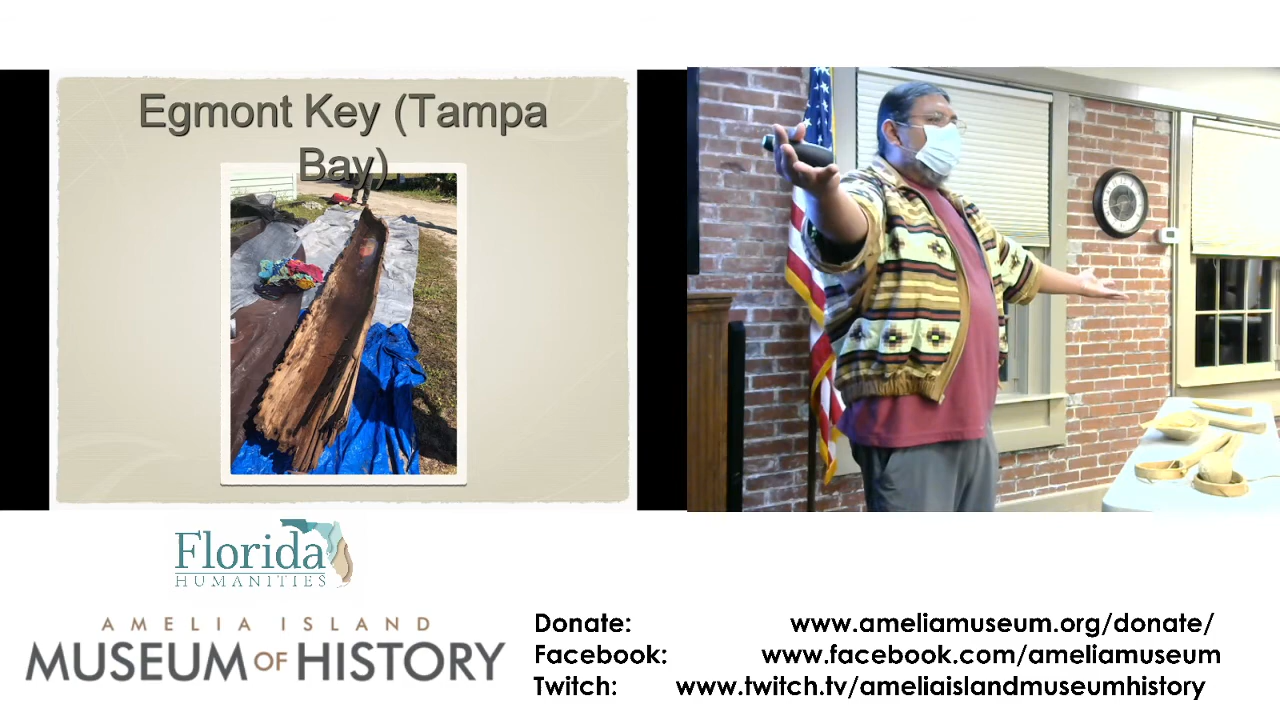 Egmont Key (Tampa
Bay)
Florida
HUMANITIES
AMELIA ISLAND
MUSEUM OF HISTORY
Donate: www.ameliamuseum.org/donate/
Facebook: www.facebook.com/ameliamuseum
Twitch: www.twitch.tv/ameliaislandmuseumhistory